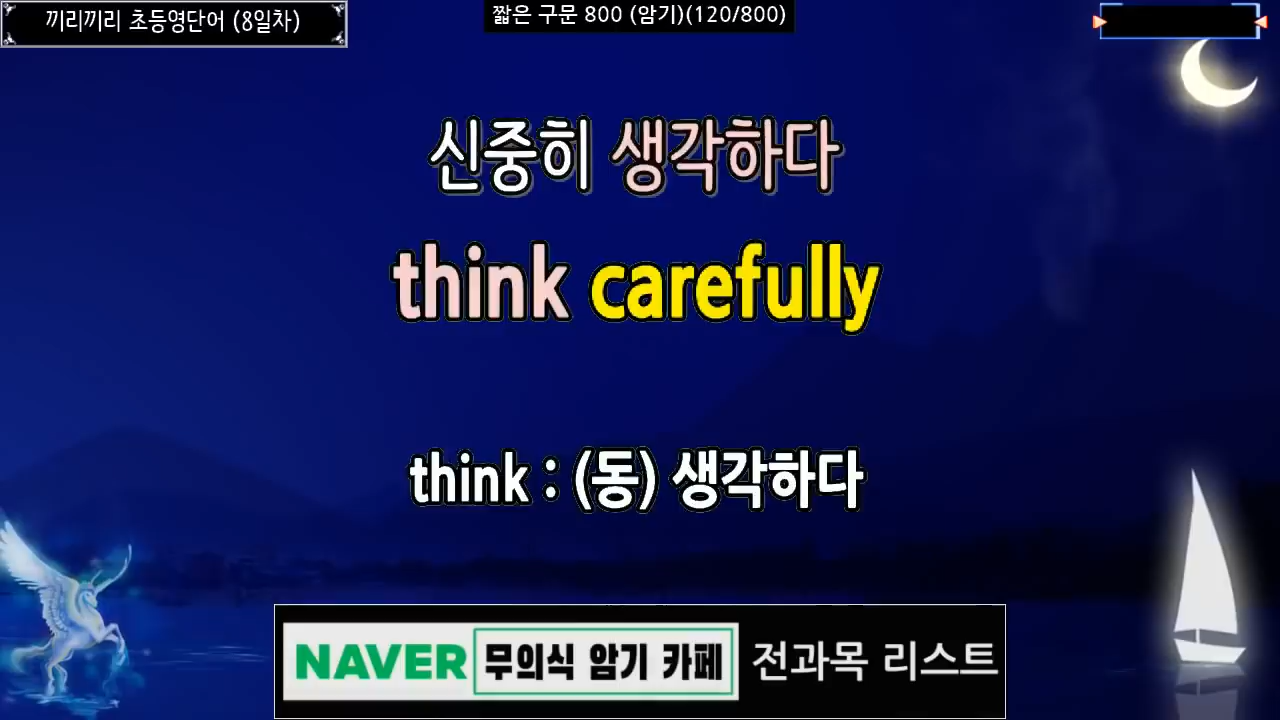 끼리끼리 초등영단어 (8일차)
짧은 구문 800 (암기)(120/800)
신중히 생각하다
think carefully
think : (동) 생각하다
NAVER 무의식 암기 카페 전과목 리스트